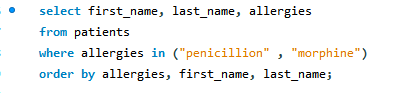 select first_name, last_name, allergies
from patients
where allergies in ("penicillion" , "morphine")
order by allergies, first_name, last_name;